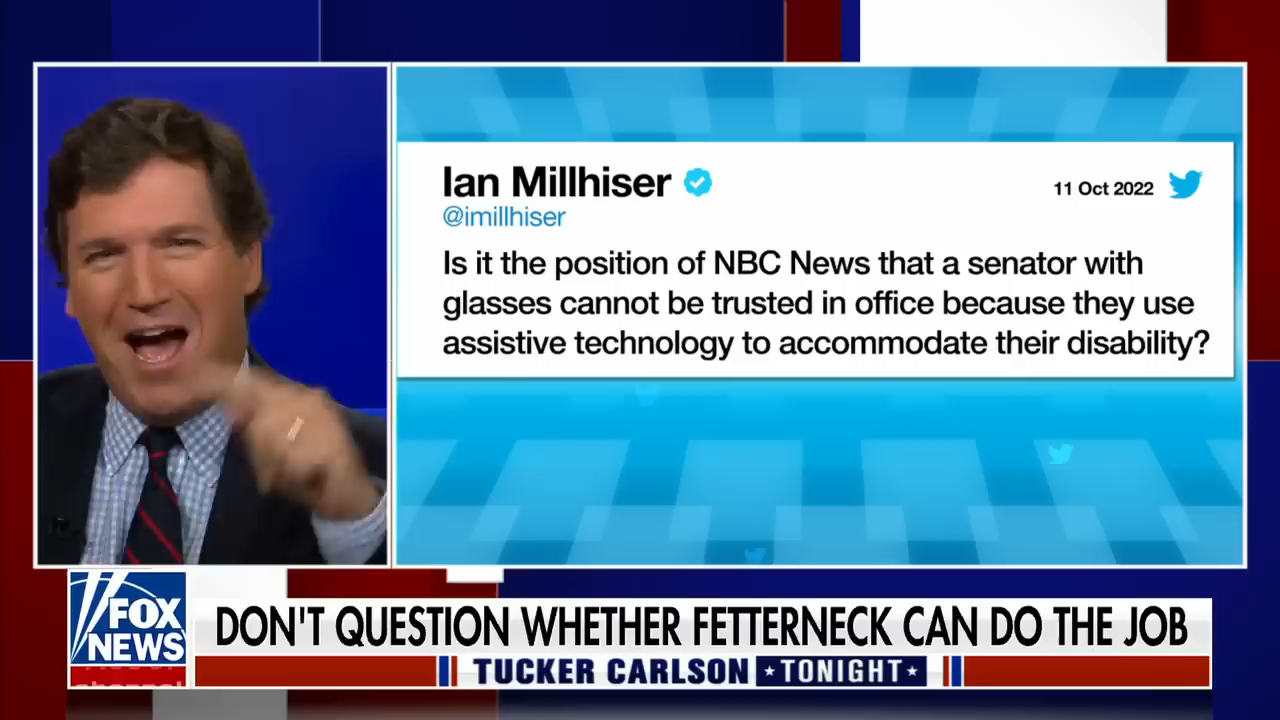 Ian Millhiser
@imillhiser
11 Oct 2022
Is it the position of NBC News that a senator with
glasses cannot be trusted in office because they use
assistive technology to accommodate their disability?
FOX
NEWS
DON'T QUESTION WHETHER FETTERNECK CAN DO THE JOB
TUCKER CARLSON TONIGHT